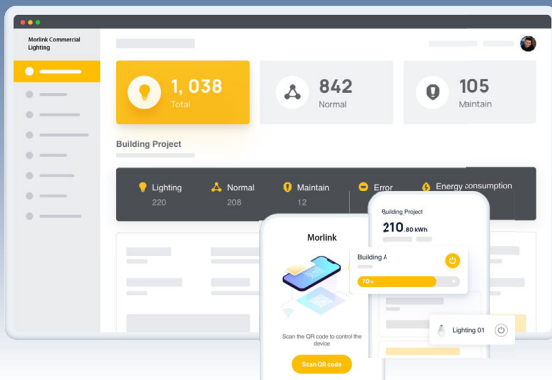 Morlink Commercial
Lighting
1, 038
Total
842
Normal
105
Maintain
Building Project
Lighting
220
Normal
208
Maintain
12
Error
Energy consumption
Morlink
Scan the QR code to control the
device
Scan QR code
Building Project
210.80 kWh
Building A
70%
Lighting 01